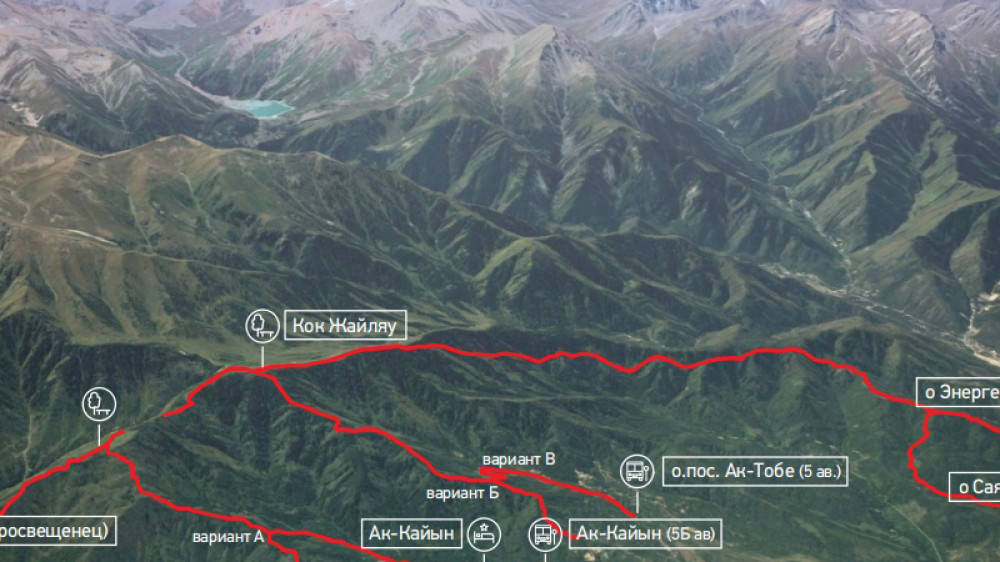 Кок Жайляу
о Энерге
вариант В
о.пос. Ак-Тобе (5 ав.)
вариант Б
о Сая
росвещенец)
вариант А
Ак-Кайын
Ак-Кайын (5Б ав)